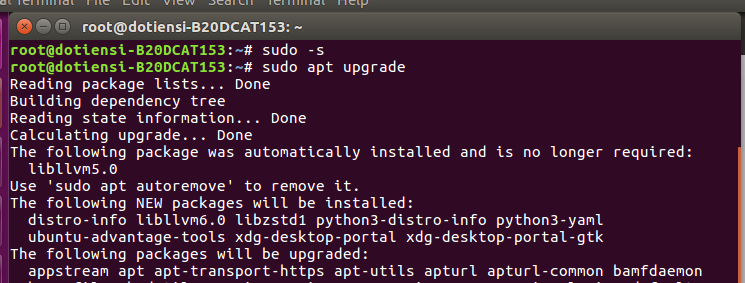 Terminal Edit View Search Terminal Help
root@dotiensi-B20DCAT153: ~
root@dotiensi-B20DCAT153:~# sudo -s
root@dotiensi-B20DCAT153:~# sudo apt upgrade
Reading package lists... Done
Building dependency tree
Reading state information... Done
Calculating upgrade... Done
The following package was automatically installed and is no longer required:
  libllvm5.0
Use 'sudo apt autoremove' to remove it.
The following NEW packages will be installed:
  distro-info libllvm6.0 libzstd1 python3-distro-info python3-yaml
  ubuntu-advantage-tools xdg-desktop-portal xdg-desktop-portal-gtk
The following packages will be upgraded:
  appstream apt apt-transport-https apt-utils apturl apturl-common bamfdaemon